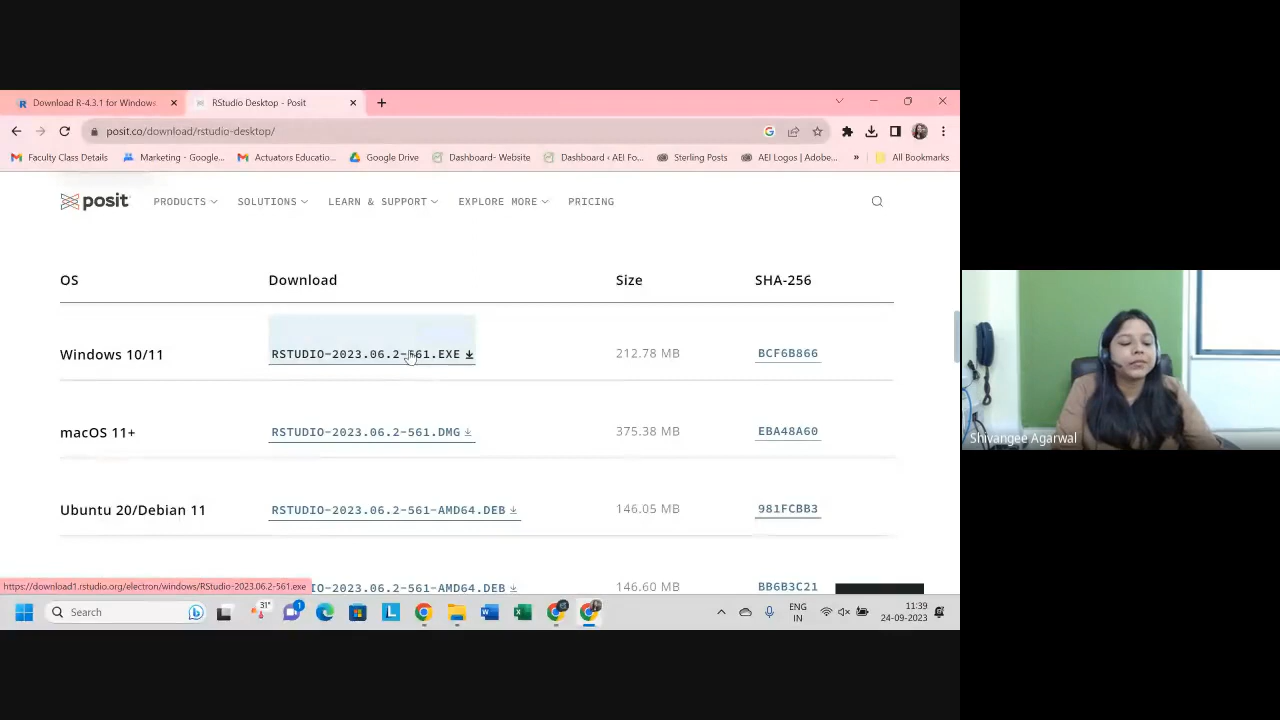 Download R-4.3.1 for Windows
RStudio Desktop - Posit
posit.co/download/rstudio-desktop/
Faculty Class Details
Marketing - Google...
Actuators Educatio...
Google Drive
Dashboard- Website
Dashboard ‹ AEI Fo...
Sterling Posts
AEI Logos | Adobe...
»
All Bookmarks
posit
PRODUCTS
SOLUTIONS
LEARN & SUPPORT
EXPLORE MORE
PRICING
OS Download Size SHA-256
Windows 10/11 RSTUDIO-2023.06.2-561.EXE 212.78 MB BCF6B866
macOS 11+ RSTUDIO-2023.06.2-561.DMG 375.38 MB EBA48A60
Ubuntu 20/Debian 11 RSTUDIO-2023.06.2-561-AMD64.DEB 146.05 MB 981FCBB3
IO-2023.06.2-561-AMD64.DEB 146.60 MB BB6B3C21
https://download1.rstudio.org/electron/windows/RStudio-2023.06.2-561.exe
Search
31°
1
ENG
IN
11:39
24-09-2023
Shivangee Agarwal